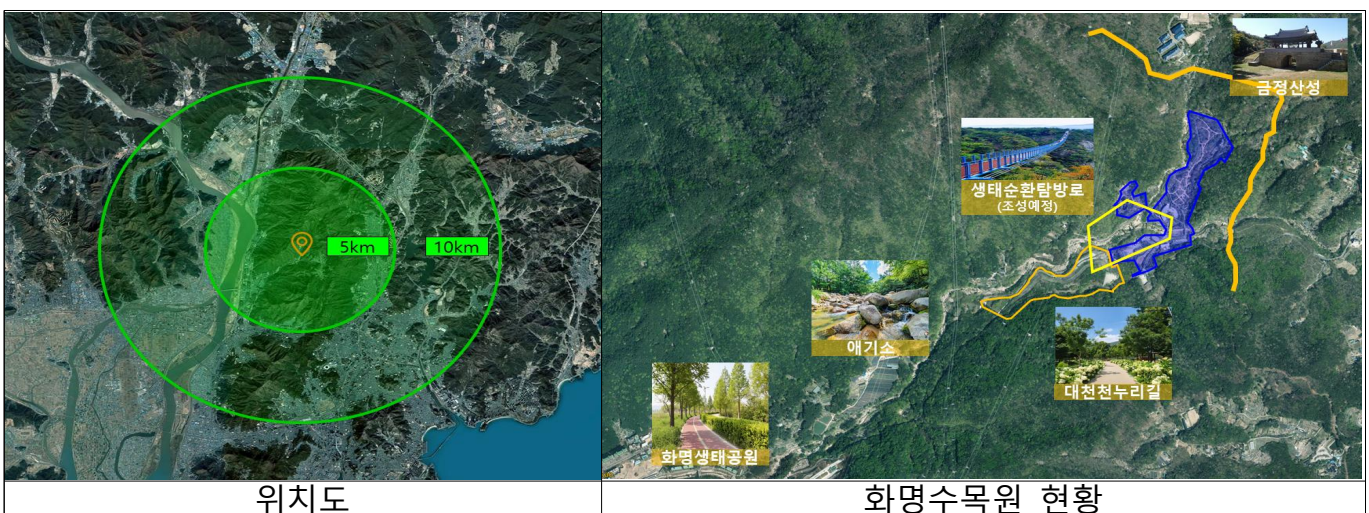 5km
10km
위치도
금정산성
생태순환탐방로
(조성예정)
애기소
대천천누리길
화명생태공원
화명수목원 현황